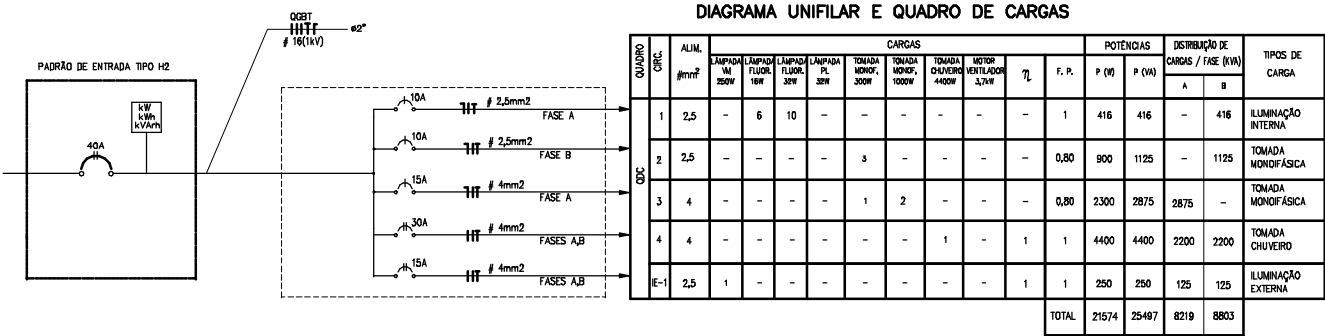 DIAGRAMA UNIFILAR E QUADRO DE CARGAS
QGBT
# 16(1kV)
ø2"
PADRÃO DE ENTRADA TIPO H2
kW
kWh
kVArh
40A
10A
# 2,5mm2
FASE A
10A
# 2,5mm2
FASE B
15A
# 4mm2
FASE A
30A
# 4mm2
FASES A,B
15A
# 4mm2
FASES A,B
QUADRO
CIRC.
ALIM.
#mm²
CARGAS
POTÊNCIAS
DISTRIBUIÇÃO DE
CARGAS / FASE (KVA)
TIPOS DE
CARGA
LÂMPADA VM 250W
LÂMPADA FLUOR. 16W
LÂMPADA FLUOR. 32W
LÂMPADA PL 32W
TOMADA MONOF. 300W
TOMADA MONOF. 1000W
TOMADA CHUVEIRO 4400W
MOTOR VENTILADOR 3,7kW
η
F. P.
P (W)
P (VA)
A
B
QDC
1 2,5 - 6 10 - - - - - - 1 416 416 - 416 ILUMINAÇÃO INTERNA
2 2,5 - - - - 3 - - - - 0,80 900 1125 - 1125 TOMADA MONOIFÁSICA
3 4 - - - - 1 2 - - - 0,80 2300 2875 2875 - TOMADA MONOIFÁSICA
4 4 - - - - - - 1 - 1 1 4400 4400 2200 2200 TOMADA CHUVEIRO
IE-1 2,5 1 - - - - - - - 1 1 250 250 125 125 ILUMINAÇÃO EXTERNA
TOTAL 21574 25497 8219 8803